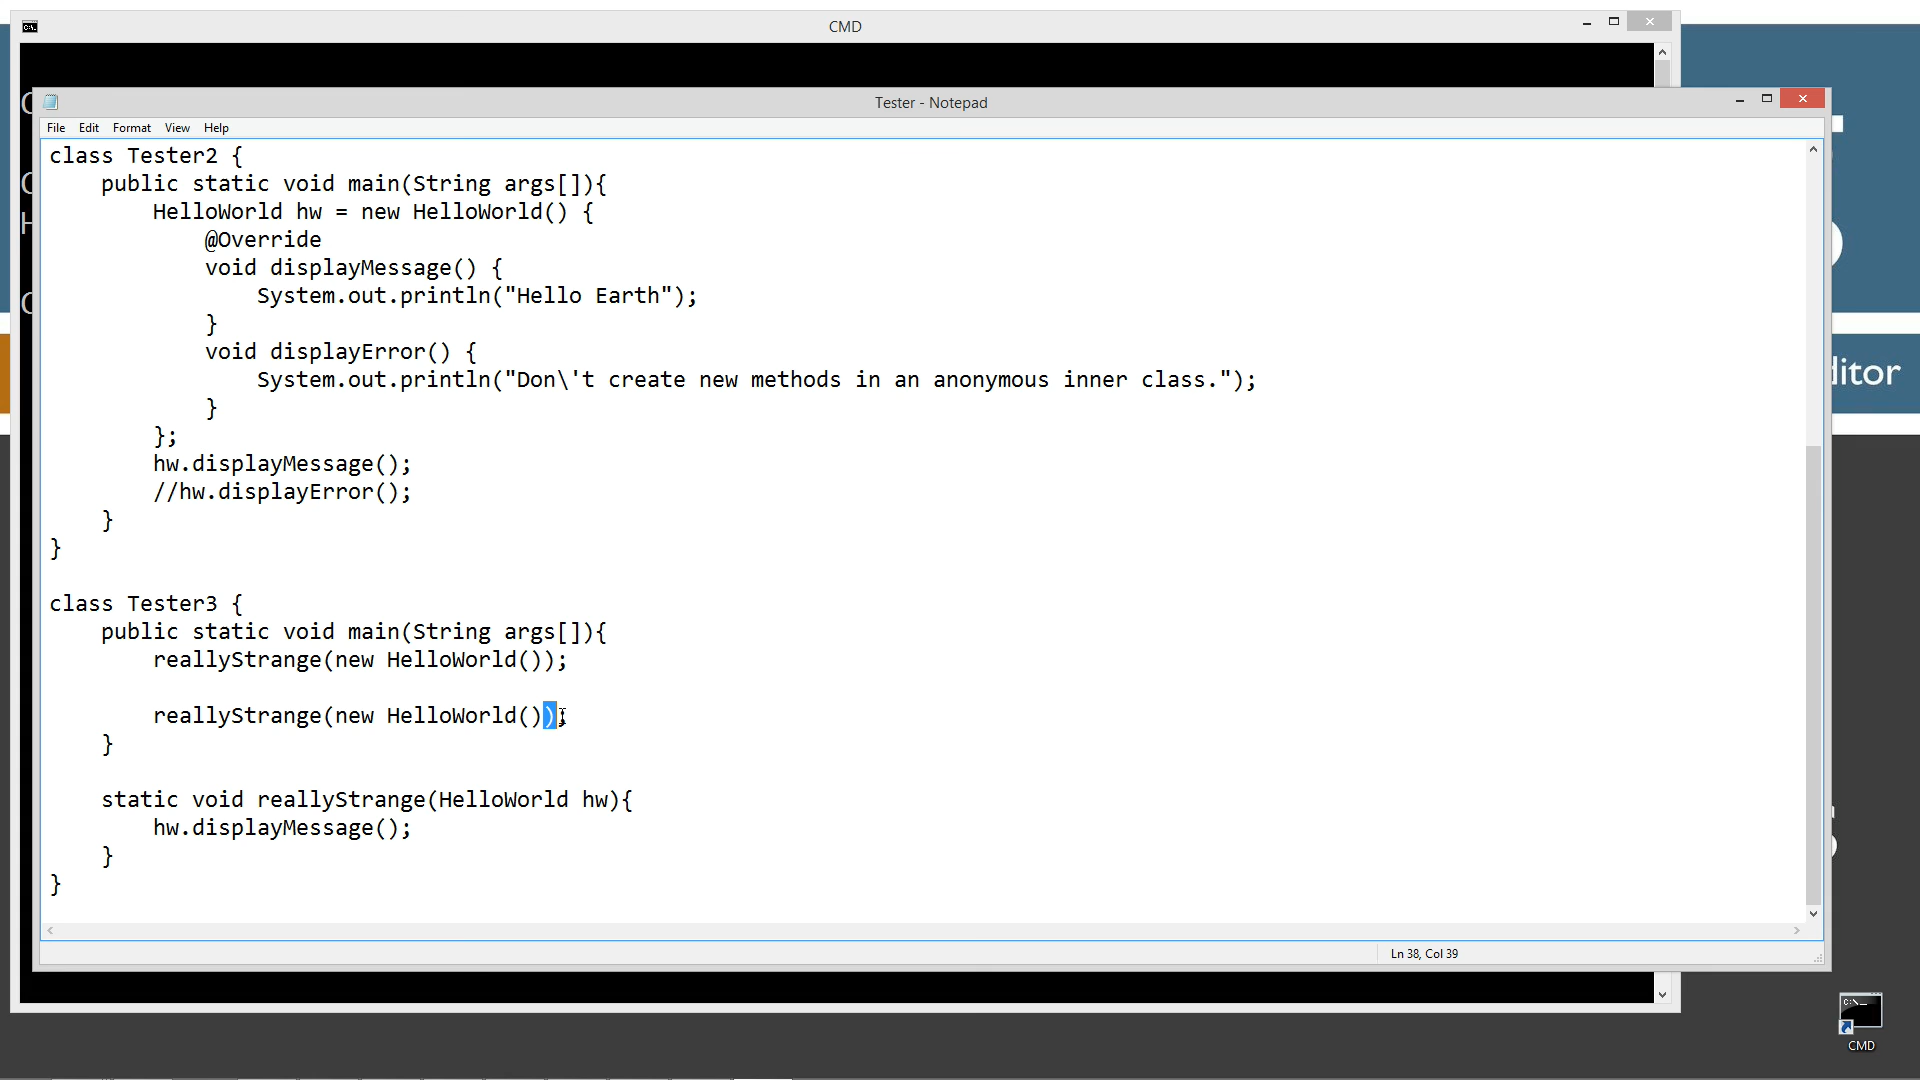 CMD
Tester - Notepad
File Edit Format View Help
class Tester2 {
    public static void main(String args[]){
        HelloWorld hw = new HelloWorld() {
            @Override
            void displayMessage() {
                System.out.println("Hello Earth");
            }
            void displayError() {
                System.out.println("Don\'t create new methods in an anonymous inner class.");
            }
        };
        hw.displayMessage();
        //hw.displayError();
    }
}
class Tester3 {
    public static void main(String args[]){
        reallyStrange(new HelloWorld());
        reallyStrange(new HelloWorld());
    }
    static void reallyStrange(HelloWorld hw){
        hw.displayMessage();
    }
}
Ln 38, Col 39
CMD